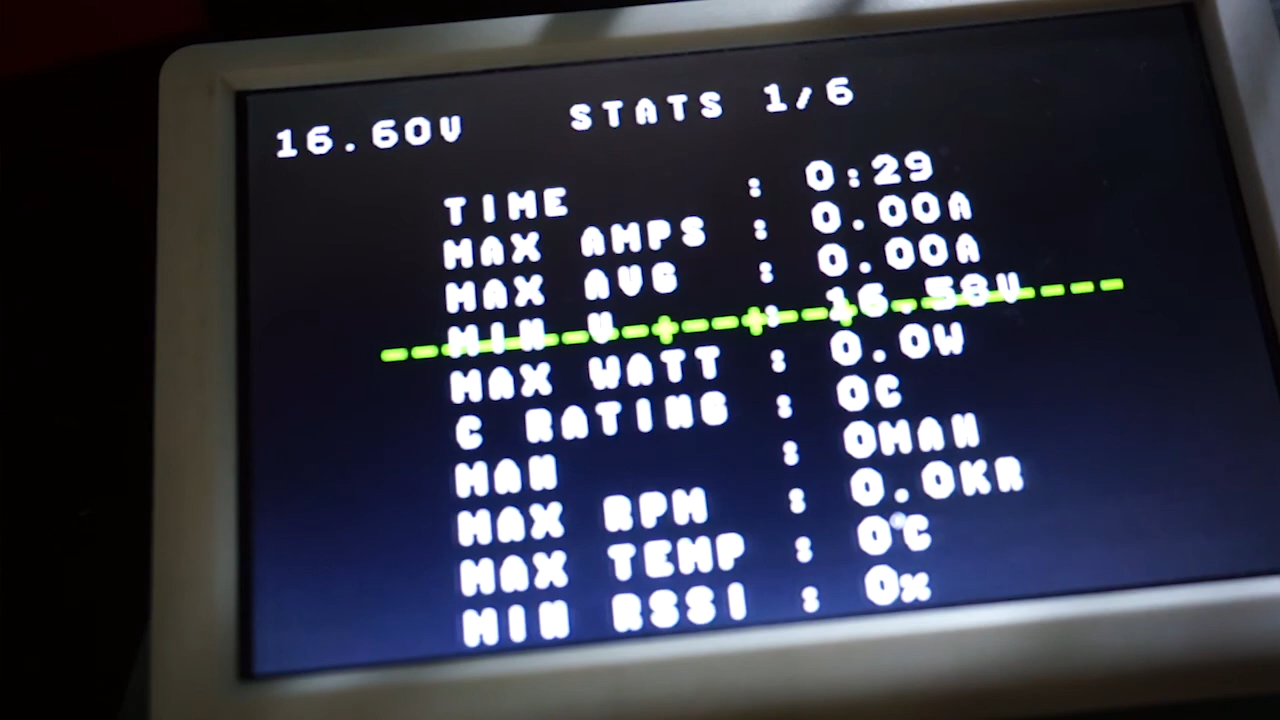 16.60V STATS 1/6
TIME : 0:29
MAX AMPS : 0.00A
MAX AVG : 0.00A
MIN V : 16.58V
MAX WATT : 0.0W
C RATING : 0C
MAH : 0MAH
MAX RPM : 0.0KR
MAX TEMP : 0°C
MIN RSSI : 0%